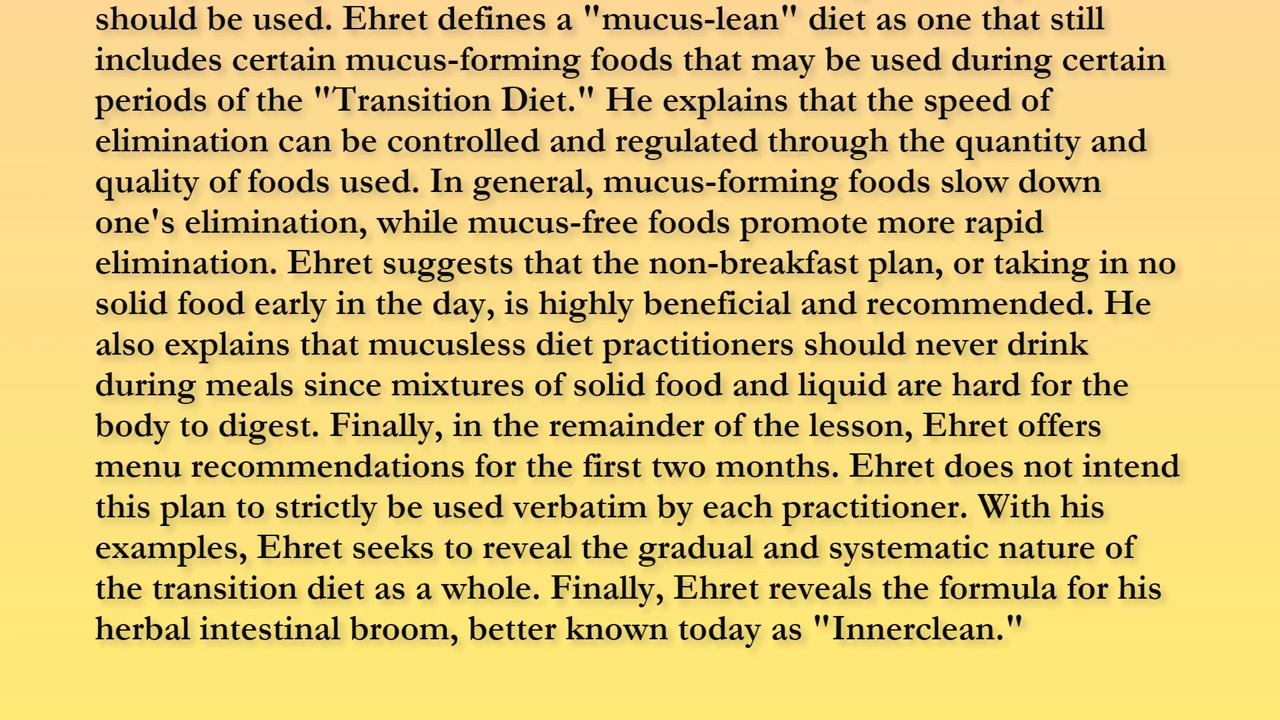 should be used. Ehret defines a "mucus-lean" diet as one that still
includes certain mucus-forming foods that may be used during certain
periods of the "Transition Diet." He explains that the speed of
elimination can be controlled and regulated through the quantity and
quality of foods used. In general, mucus-forming foods slow down
one's elimination, while mucus-free foods promote more rapid
elimination. Ehret suggests that the non-breakfast plan, or taking in no
solid food early in the day, is highly beneficial and recommended. He
also explains that mucusless diet practitioners should never drink
during meals since mixtures of solid food and liquid are hard for the
body to digest. Finally, in the remainder of the lesson, Ehret offers
menu recommendations for the first two months. Ehret does not intend
this plan to strictly be used verbatim by each practitioner. With his
examples, Ehret seeks to reveal the gradual and systematic nature of
the transition diet as a whole. Finally, Ehret reveals the formula for his
herbal intestinal broom, better known today as "Innerclean."